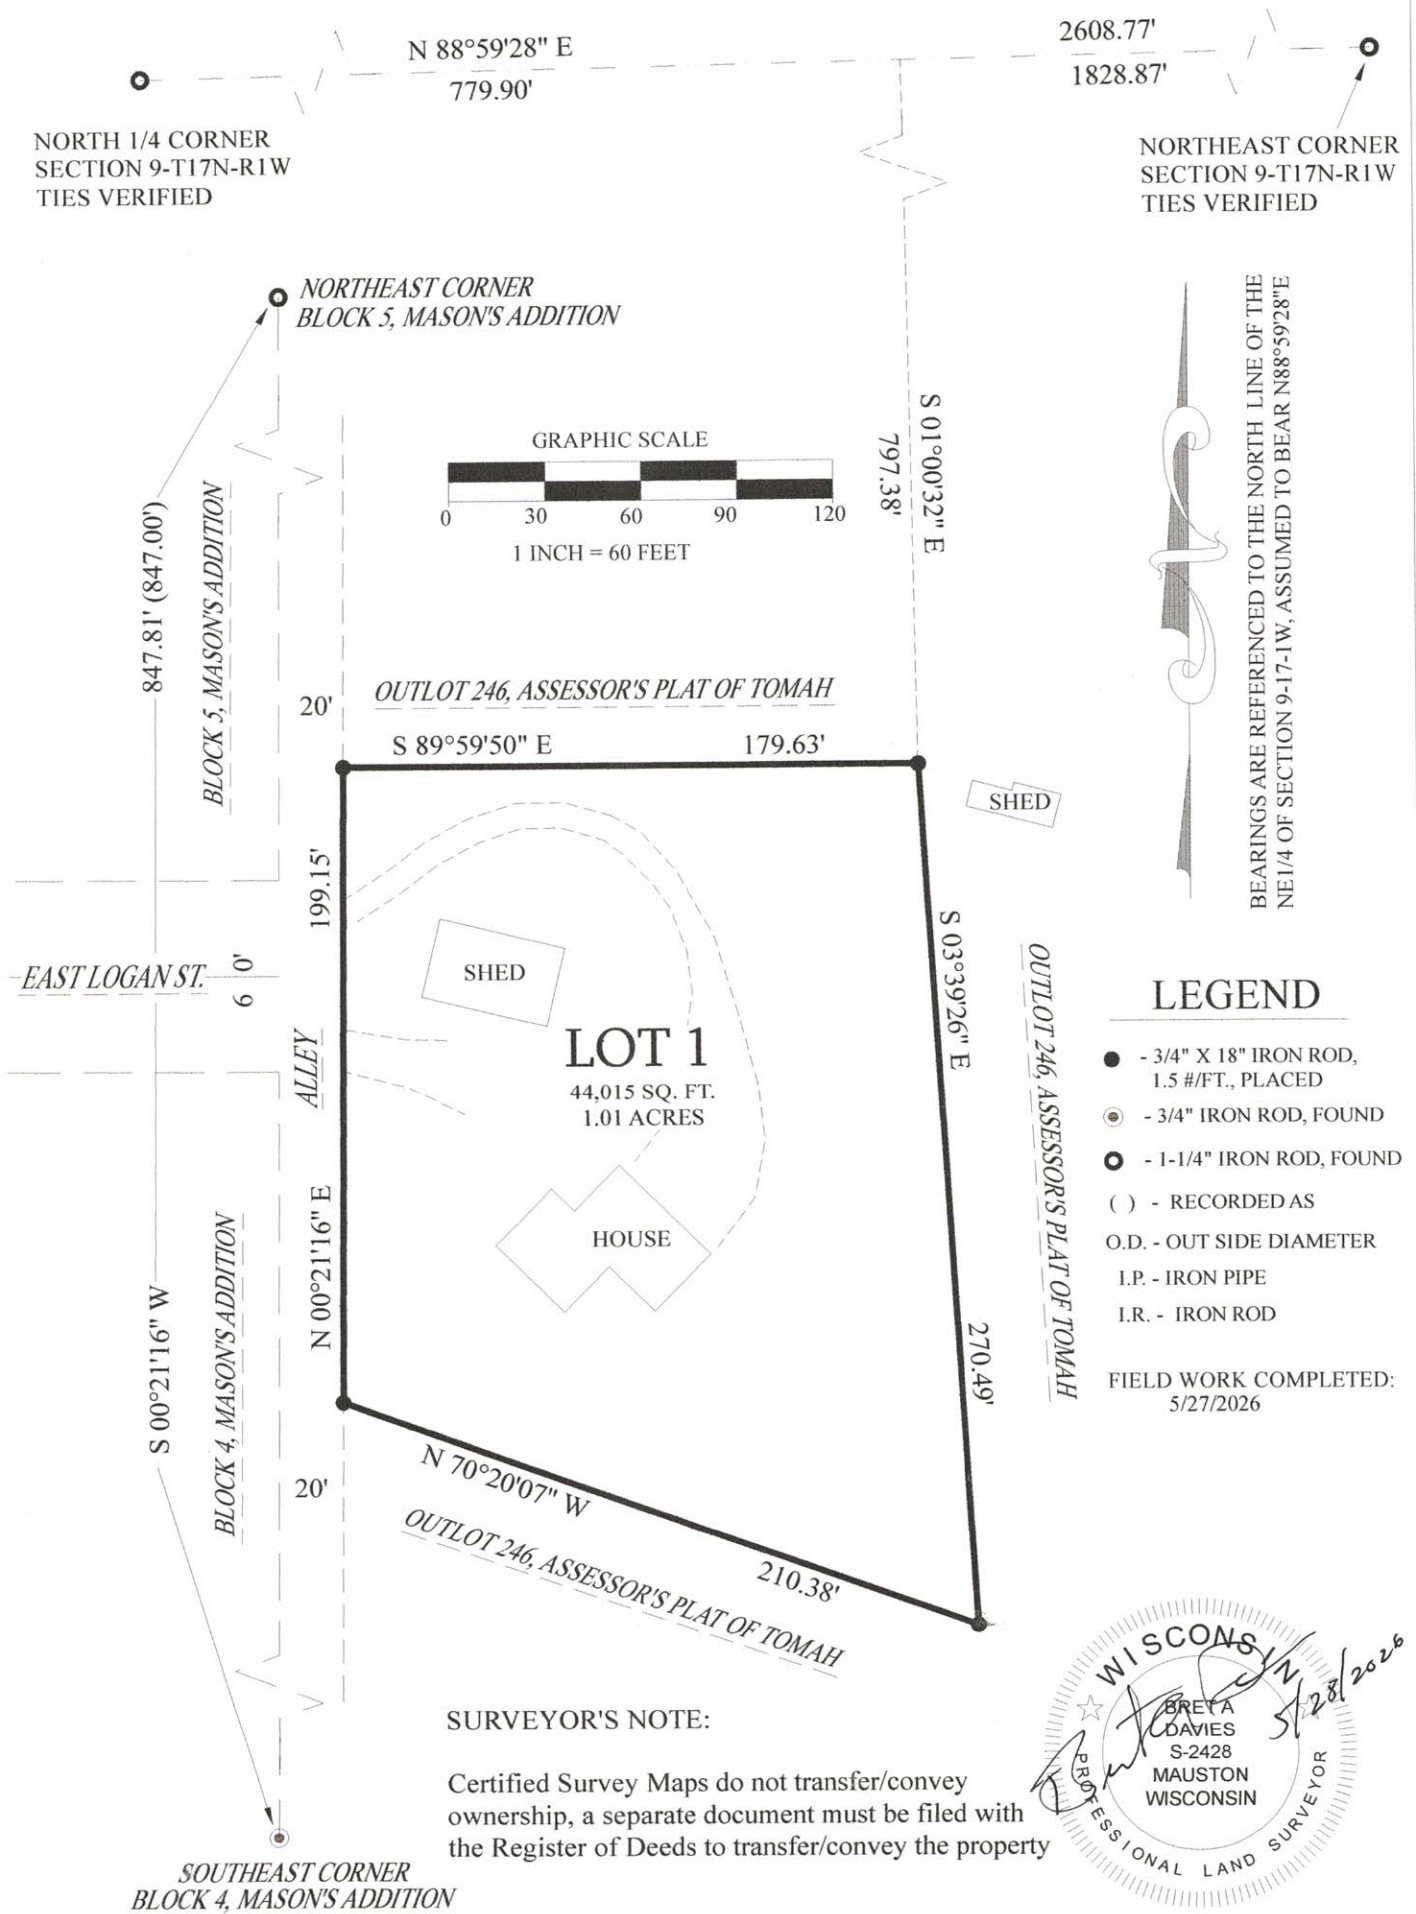 N 88°59'28" E
779.90'
2608.77'
1828.87'
NORTH 1/4 CORNER
SECTION 9-T17N-R1W
TIES VERIFIED
NORTHEAST CORNER
SECTION 9-T17N-R1W
TIES VERIFIED
NORTHEAST CORNER
BLOCK 5, MASON'S ADDITION
847.81' (847.00')
S 00°21'16" W
BLOCK 5, MASON'S ADDITION
GRAPHIC SCALE
0 30 60 90 120
1 INCH = 60 FEET
S 01°00'32" E
797.38'
BEARINGS ARE REFERENCED TO THE NORTH LINE OF THE
NE1/4 OF SECTION 9-17-1W, ASSUMED TO BEAR N88°59'28"E
20'
OUTLOT 246, ASSESSOR'S PLAT OF TOMAH
S 89°59'50" E 179.63'
SHED
199.15'
ALLEY
N 00°21'16" E
EAST LOGAN ST.
6 0'
SHED
LOT 1
44,015 SQ. FT.
1.01 ACRES
HOUSE
S 03°39'26" E
270.49'
OUTLOT 246, ASSESSOR'S PLAT OF TOMAH
BLOCK 4, MASON'S ADDITION
20'
N 70°20'07" W
210.38'
OUTLOT 246, ASSESSOR'S PLAT OF TOMAH
LEGEND
- 3/4" X 18" IRON ROD,
1.5 #/FT., PLACED
- 3/4" IRON ROD, FOUND
- 1-1/4" IRON ROD, FOUND
( ) - RECORDED AS
O.D. - OUT SIDE DIAMETER
I.P. - IRON PIPE
I.R. - IRON ROD
FIELD WORK COMPLETED:
5/27/2026
SURVEYOR'S NOTE:
Certified Survey Maps do not transfer/convey
ownership, a separate document must be filed with
the Register of Deeds to transfer/convey the property
SOUTHEAST CORNER
BLOCK 4, MASON'S ADDITION
WISCONSIN
BRET A
DAVIES
S-2428
MAUSTON
WISCONSIN
PROFESSIONAL LAND SURVEYOR
5/28/2026